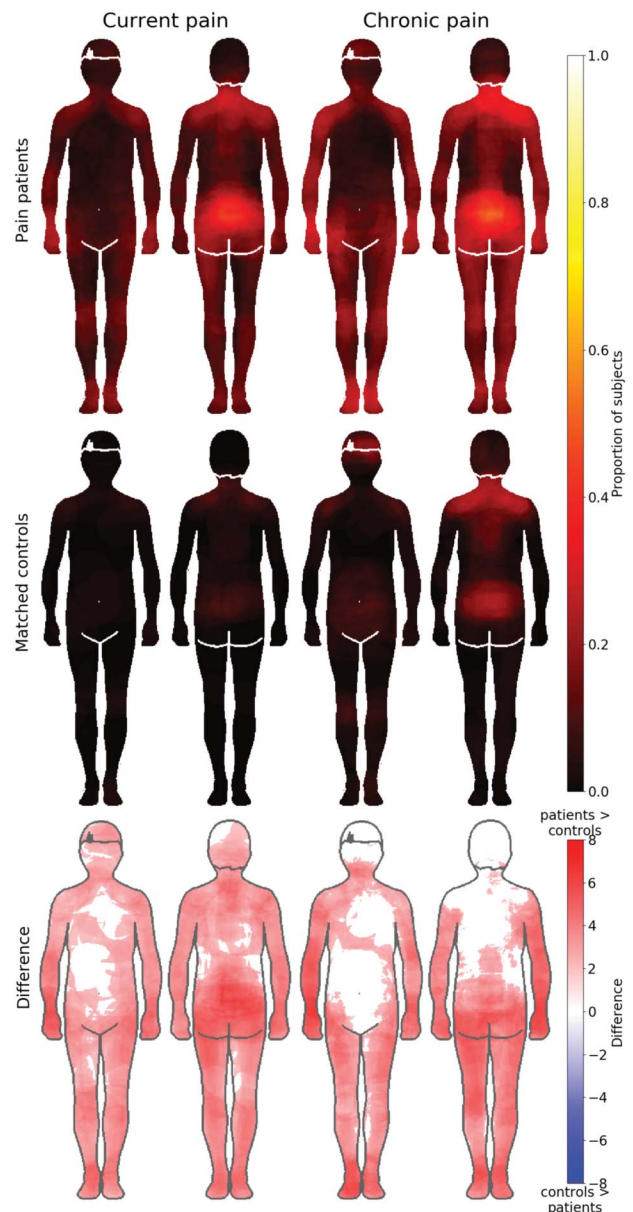 Current pain
Chronic pain
Pain patients
Matched controls
Difference
1.0
0.8
0.6
0.4
0.2
0.0
Proportion of subjects
patients >
controls
8
6
4
2
0
−2
−4
−6
−8
Difference
controls >
patients